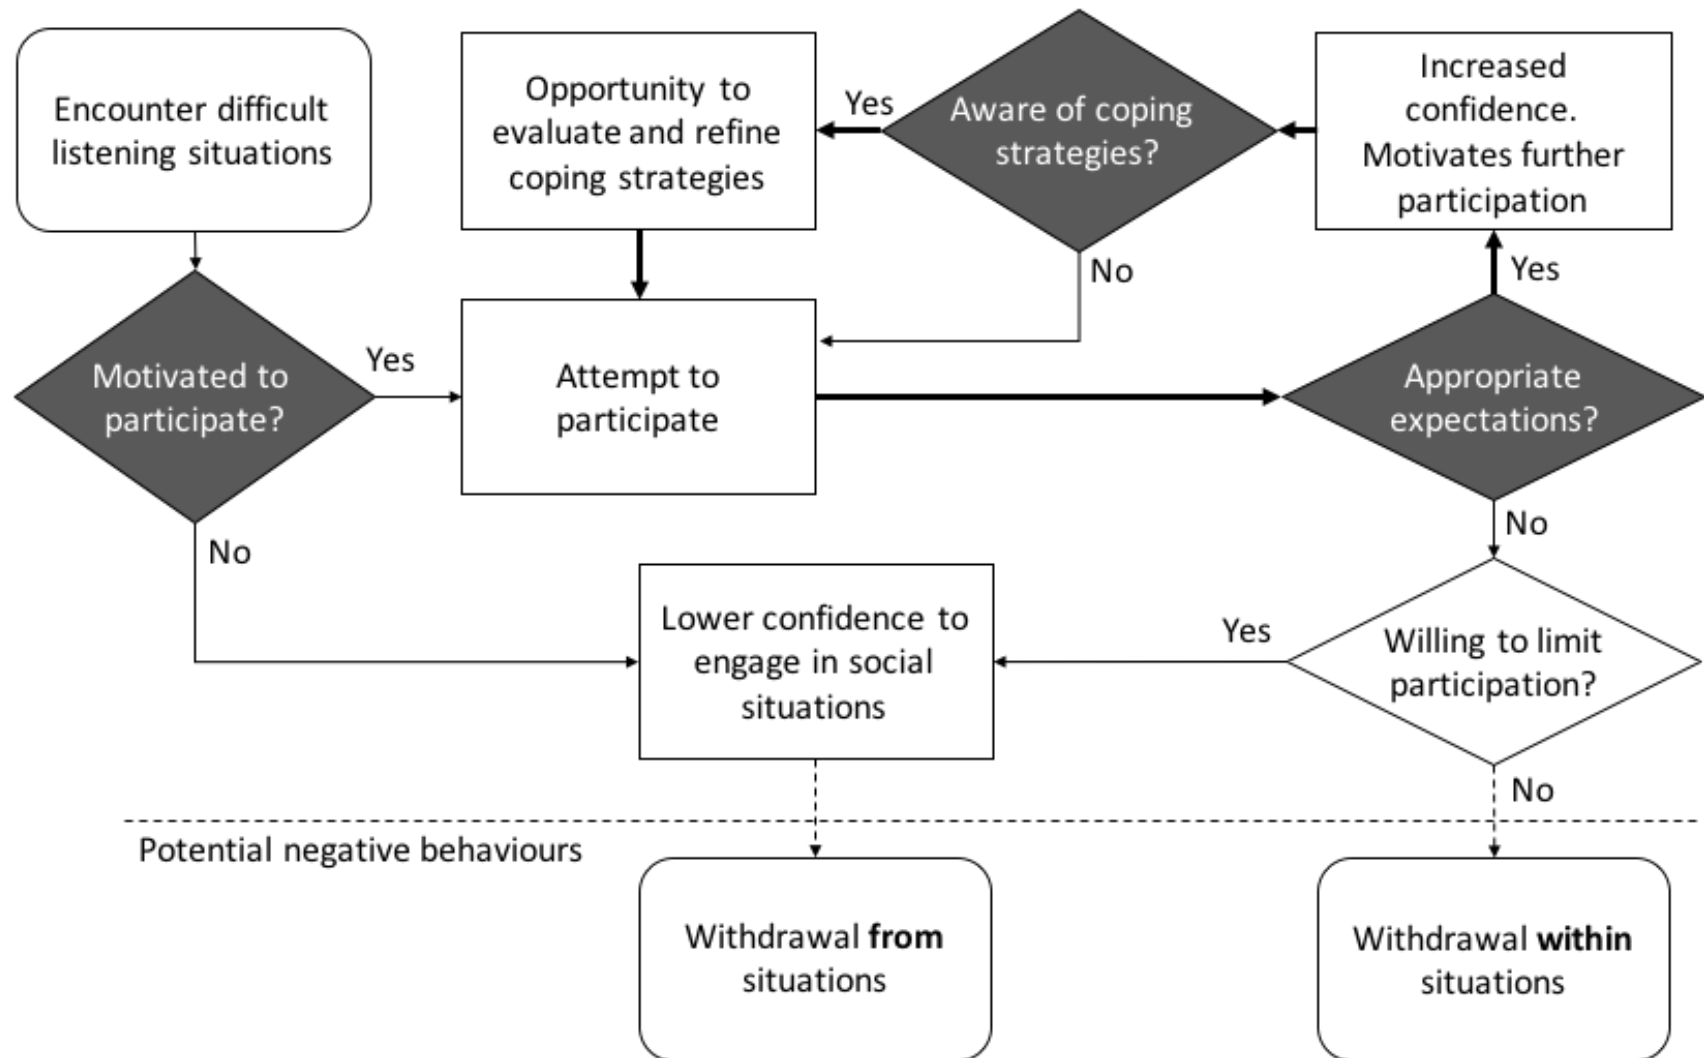 Encounter difficult
listening situations
Opportunity to
evaluate and refine
coping strategies
Yes
Aware of coping
strategies?
Increased
confidence.
Motivates further
participation
No
Yes
Motivated to
participate?
Yes
Attempt to
participate
Appropriate
expectations?
No
No
Lower confidence to
engage in social
situations
Yes
Willing to limit
participation?
No
Potential negative behaviours
Withdrawal from
situations
Withdrawal within
situations